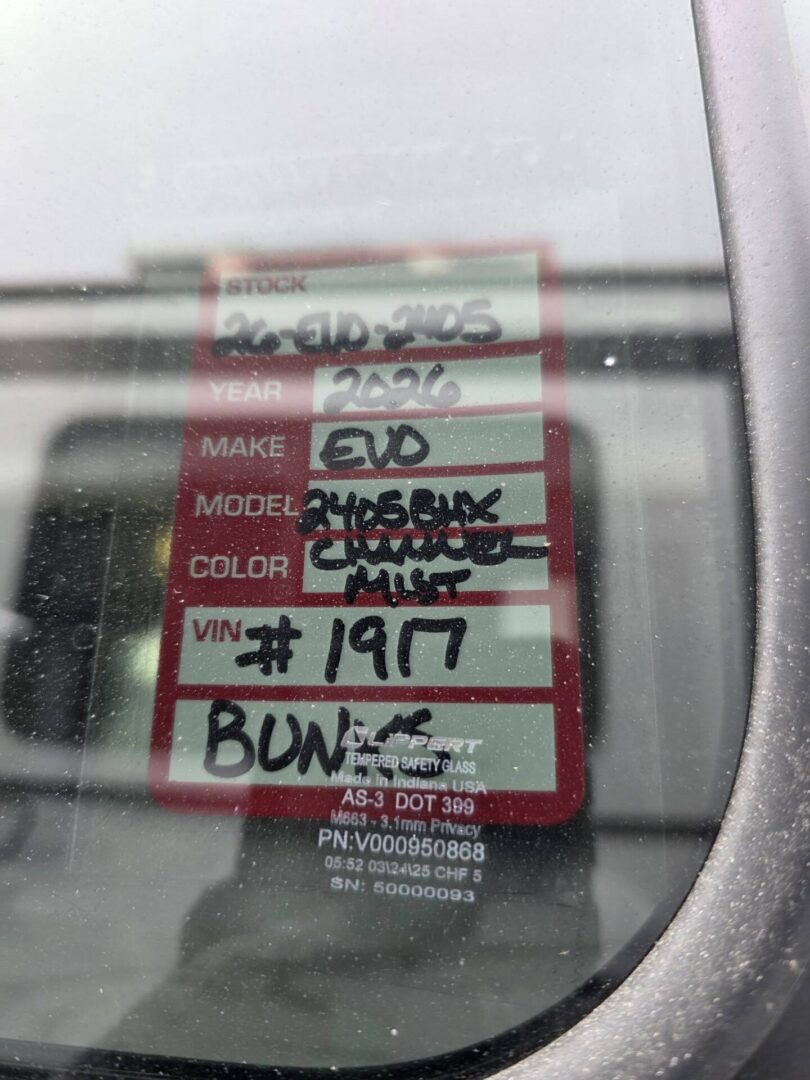 STOCK
26-EVO-2405
YEAR 2026
MAKE EVO
MODEL 2405BHX
COLOR CHANNEL
MIST
VIN # 1917
BUNKS
LIPPERT
TEMPERED SAFETY GLASS
Made in Indiana USA
AS-3 DOT 399
M663 - 3.1mm Privacy
PN:V000950868
05:52 03\24\25 CHF 5
SN: 50000093